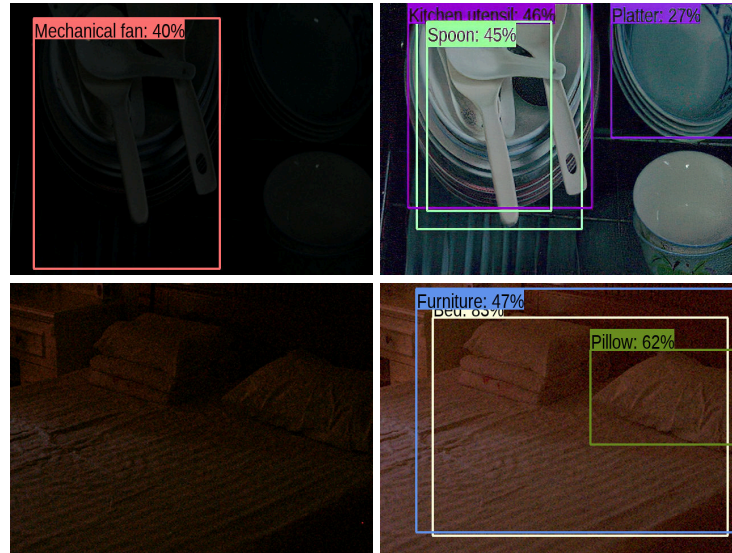 Mechanical fan: 40%
Kitchen utensil: 46%
Spoon: 45%
Platter: 27%
Furniture: 47%
Bed: 83%
Pillow: 62%